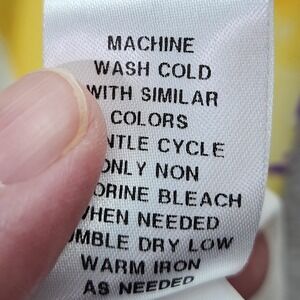 MACHINE
WASH COLD
WITH SIMILAR
COLORS
NTLE CYCLE
ONLY NON
ORINE BLEACH
WHEN NEEDED
UMBLE DRY LOW
WARM IRON
AS NEEDED